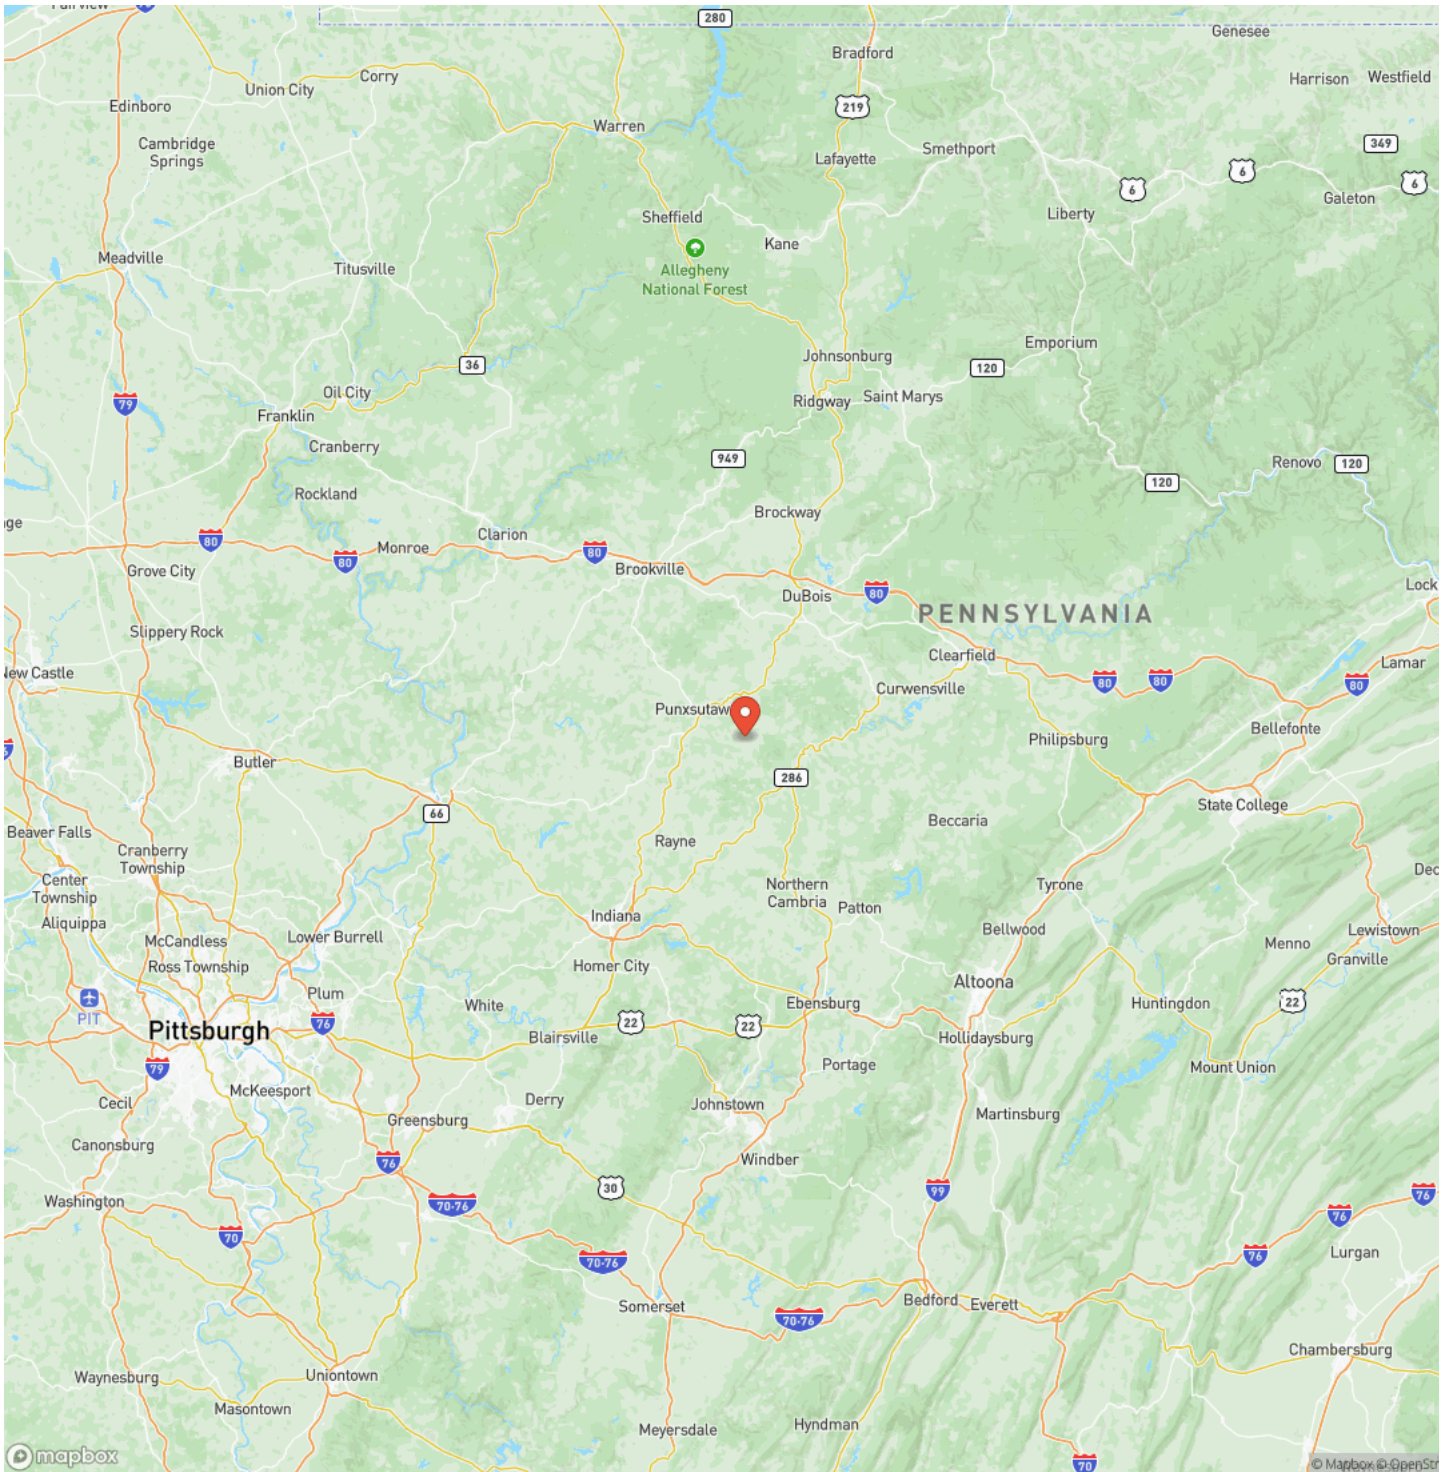 Fairview
280
Genesee
Bradford
Corry
Union City
Harrison
Westfield
Edinboro
219
Warren
Cambridge
Springs
349
Smethport
Lafayette
6
6
6
Galeton
Liberty
Sheffield
Kane
Meadville
Titusville
Allegheny
National Forest
Emporium
Johnsonburg
36
120
Oil City
Saint Marys
Ridgway
79
Franklin
Cranberry
949
Renovo
120
120
Rockland
Brockway
ge
Clarion
80
Monroe
80
80
Grove City
Brookville
Lock
DuBois
80
PENNSYLVANIA
Slippery Rock
Clearfield
Lamar
New Castle
80
80
80
Curwensville
Punxsutaw
Bellefonte
Philipsburg
Butler
286
State College
66
Beccaria
Beaver Falls
Rayne
Cranberry
Township
Dec
Center
Township
Northern
Cambria
Tyrone
Patton
Indiana
Aliquippa
Bellwood
Lewistown
Lower Burrell
McCandless
Menno
Granville
Ross Township
Homer City
Altoona
Plum
White
Ebensburg
Huntingdon
22
PIT
Pittsburgh
76
22
22
Blairsville
Hollidaysburg
79
Portage
Mount Union
McKeesport
Cecil
Derry
Johnstown
Martinsburg
Greensburg
Canonsburg
76
Windber
30
99
76
Washington
70-76
76
70
76
Lurgan
70-76
Somerset
Bedford
Everett
70-76
Chambersburg
Waynesburg
Uniontown
Masontown
Meyersdale
Hyndman
mapbox
70
© Mapbox © OpenStr